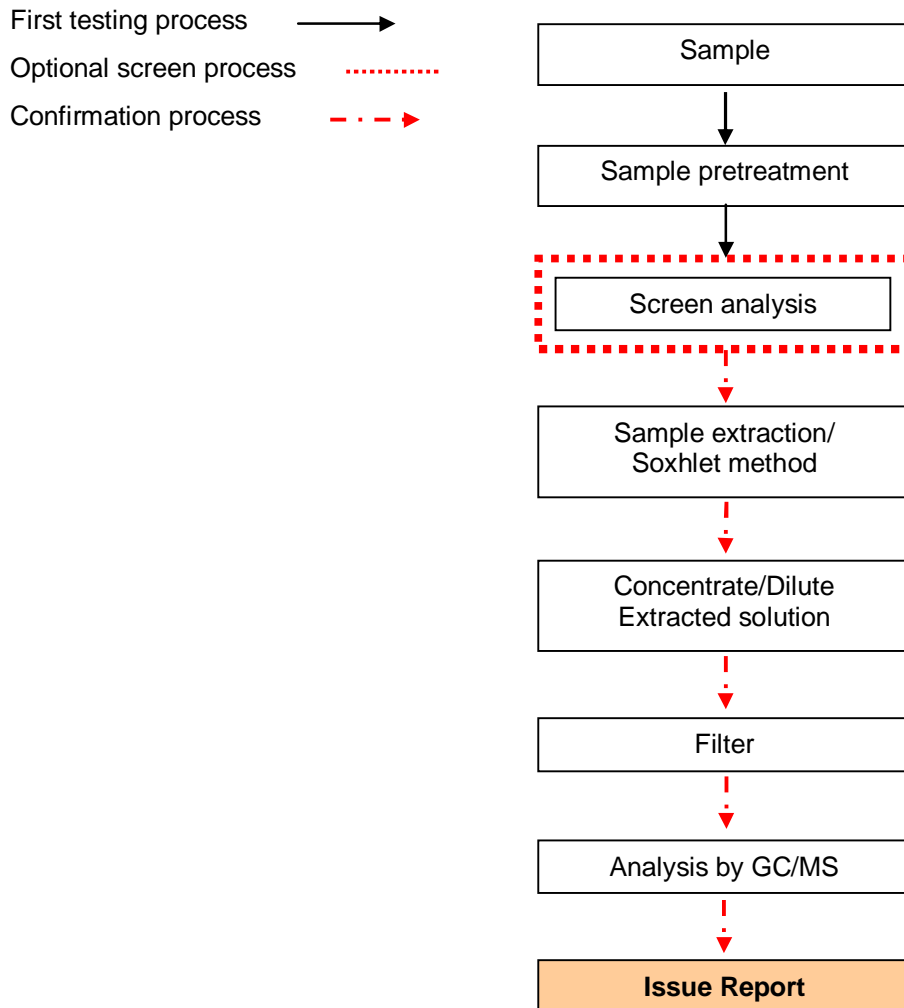 First testing process
Optional screen process
Confirmation process
Sample
Sample pretreatment
Screen analysis
Sample extraction/
Soxhlet method
Concentrate/Dilute
Extracted solution
Filter
Analysis by GC/MS
Issue Report